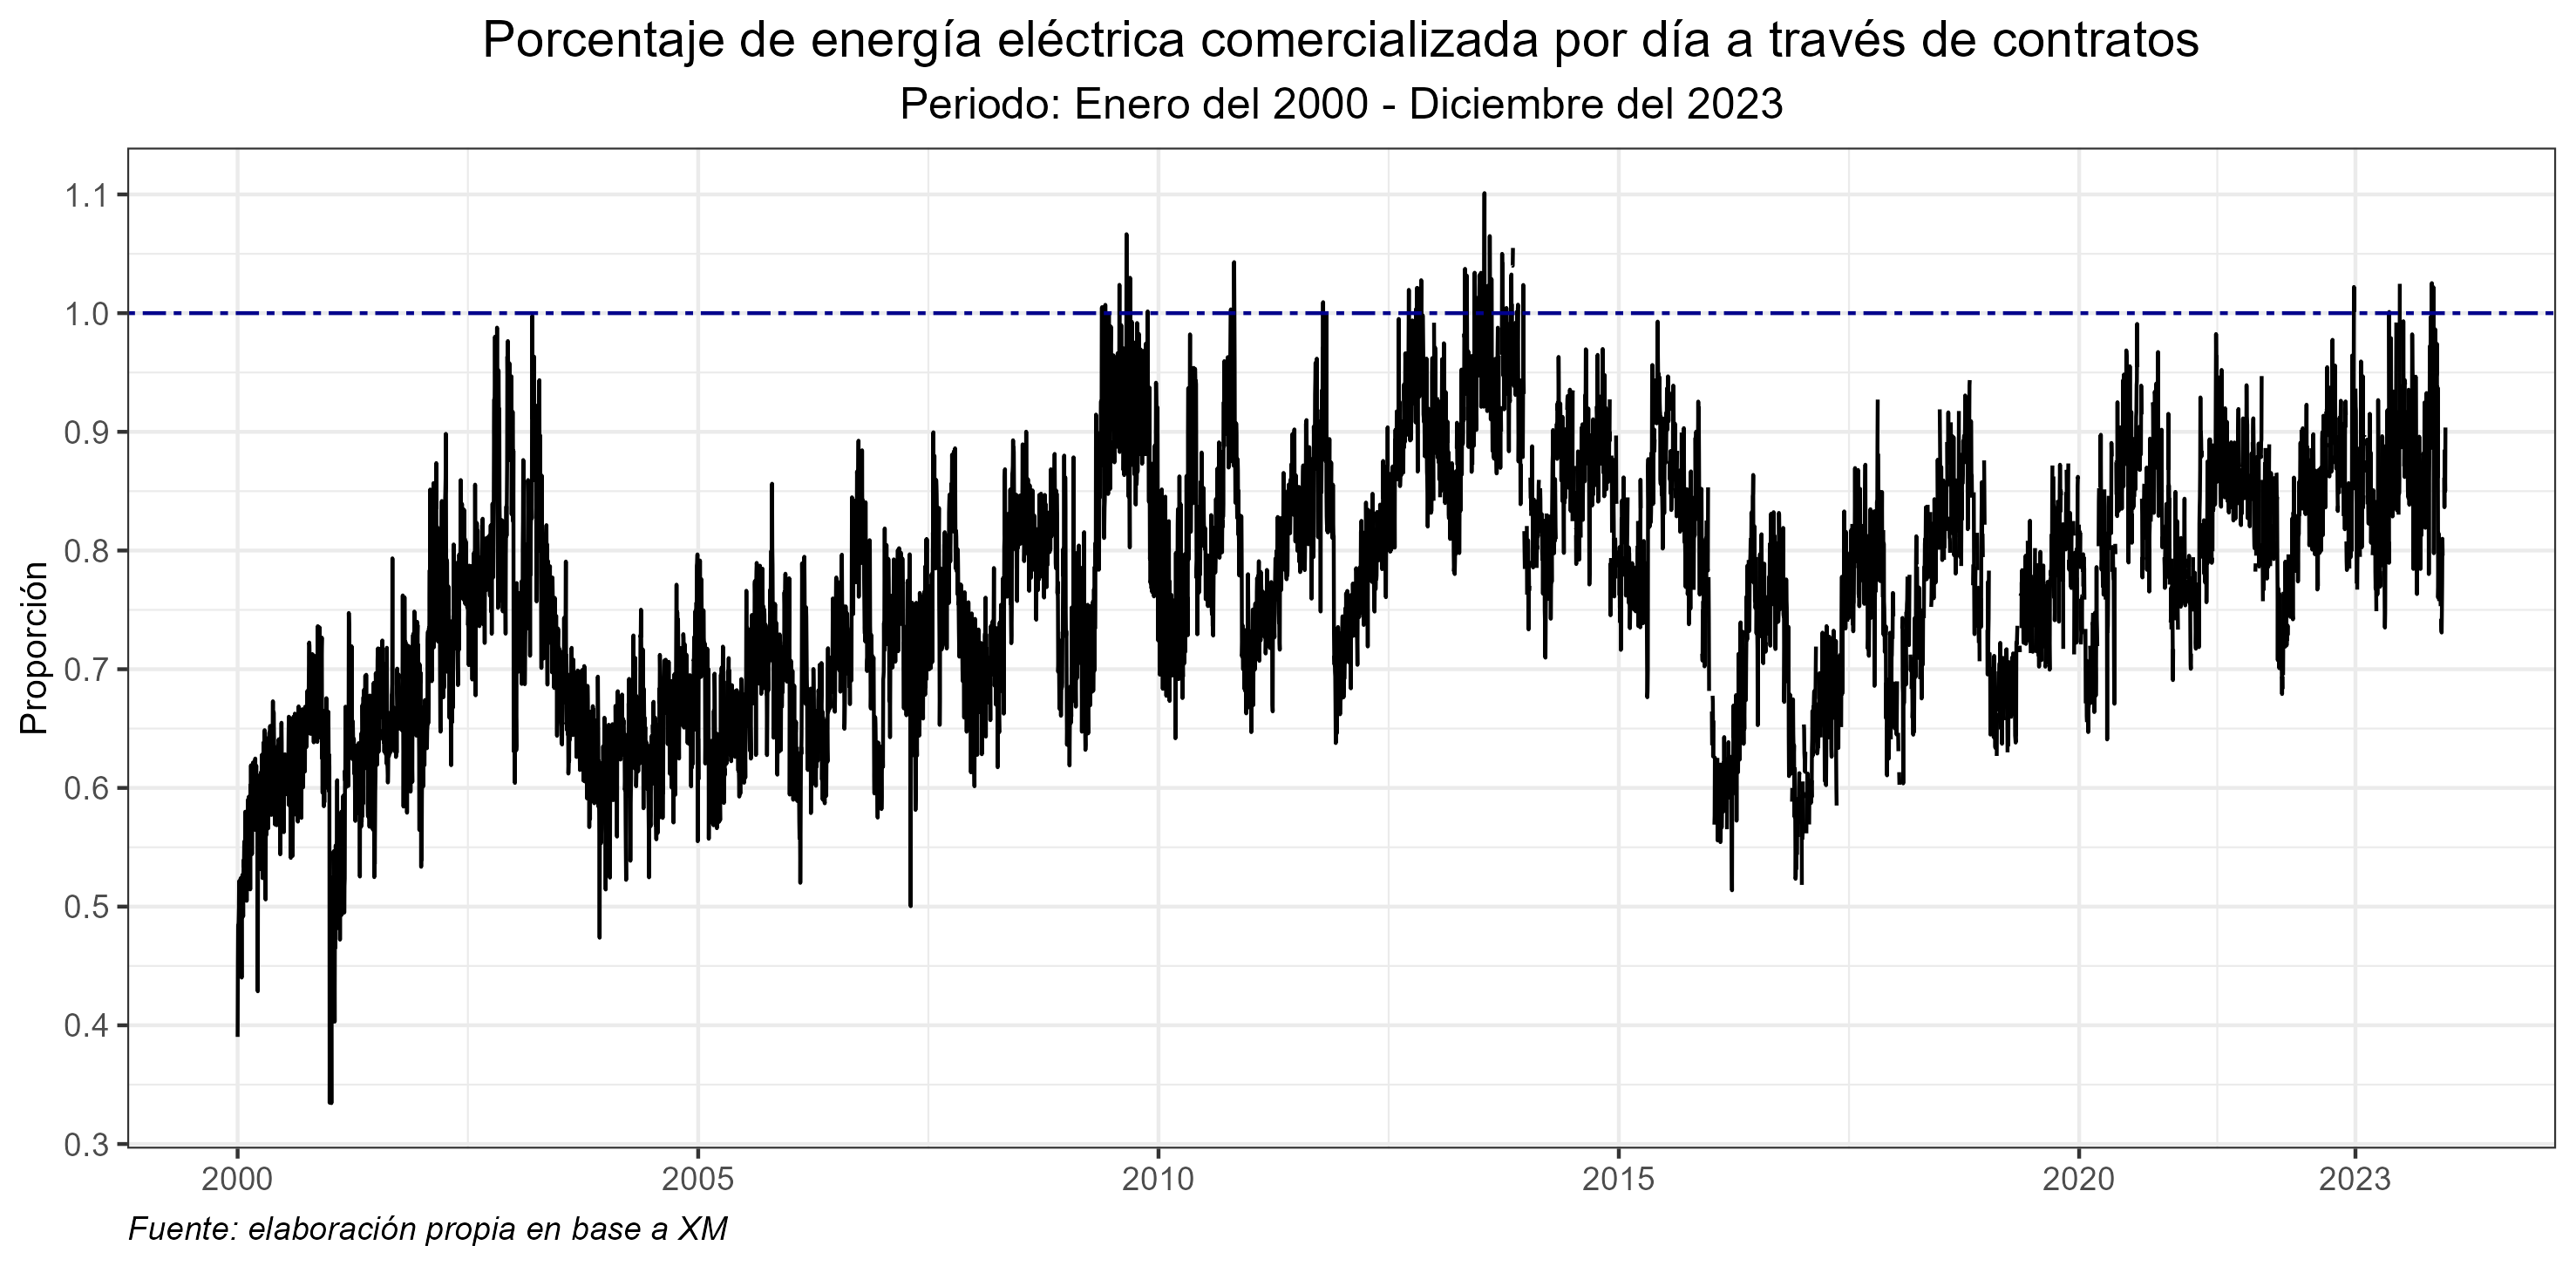 Porcentaje de energía eléctrica comercializada por día a través de contratos
Periodo: Enero del 2000 - Diciembre del 2023
Proporción
1.1
1.0
0.9
0.8
0.7
0.6
0.5
0.4
0.3
2000 2005 2010 2015 2020 2023
Fuente: elaboración propia en base a XM